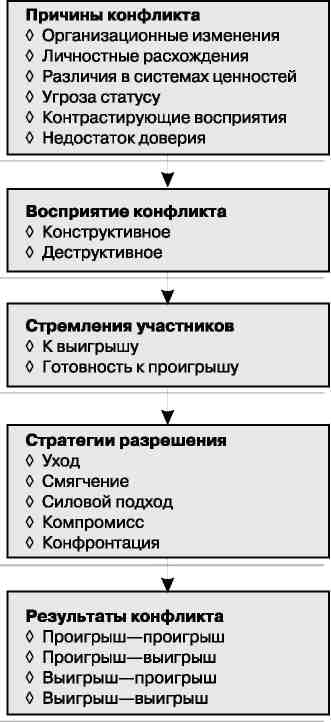 Причины конфликта
◊ Организационные изменения
◊ Личностные расхождения
◊ Различия в системах ценностей
◊ Угроза статусу
◊ Контрастирующие восприятия
◊ Недостаток доверия
Восприятие конфликта
◊ Конструктивное
◊ Деструктивное
Стремления участников
◊ К выигрышу
◊ Готовность к проигрышу
Стратегии разрешения
◊ Уход
◊ Смягчение
◊ Силовой подход
◊ Компромисс
◊ Конфронтация
Результаты конфликта
◊ Проигрыш—проигрыш
◊ Проигрыш—выигрыш
◊ Выигрыш—проигрыш
◊ Выигрыш—выигрыш